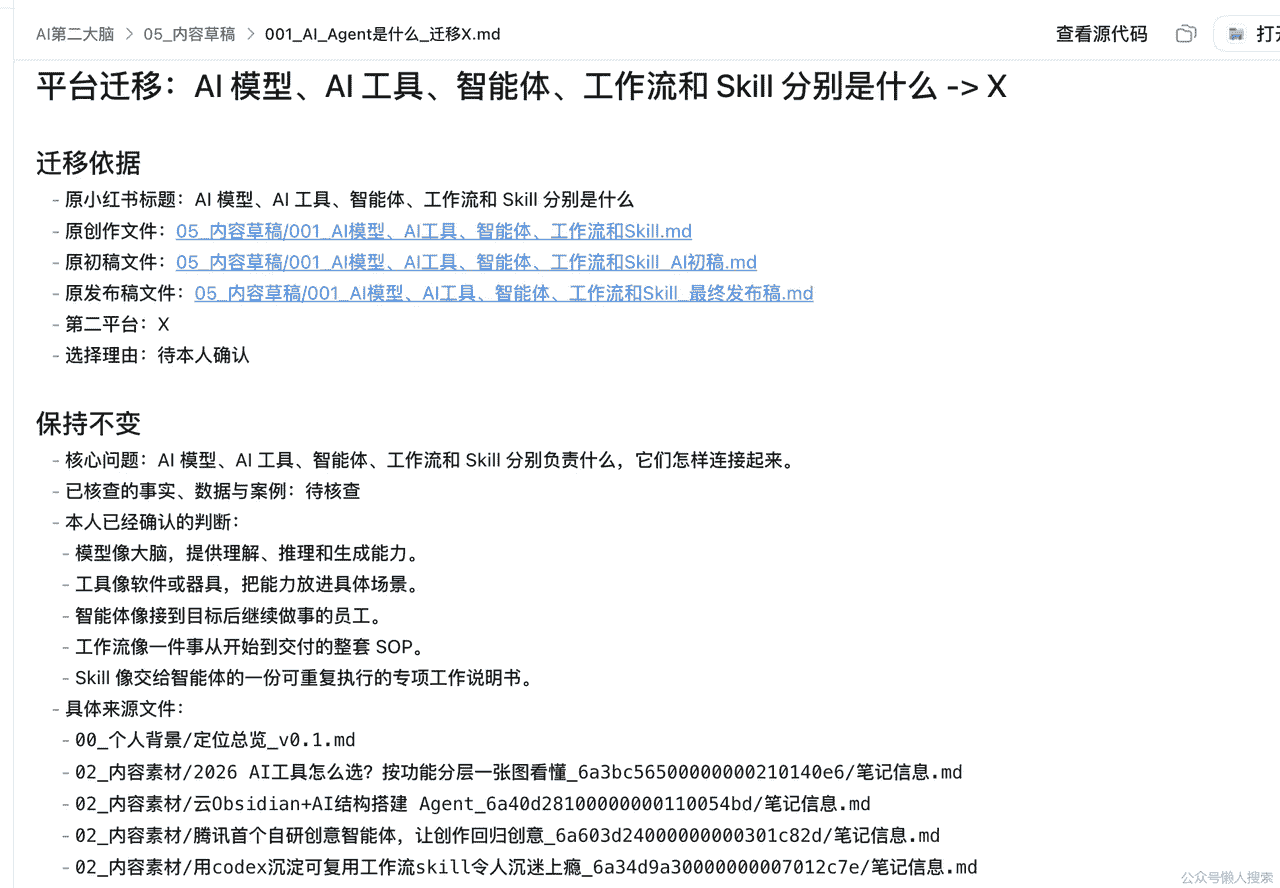 AI第二大脑 > 05_内容草稿 > 001_AI_Agent是什么_迁移X.md
查看源代码
打开
平台迁移：AI 模型、AI 工具、智能体、工作流和 Skill 分别是什么 -> X
迁移依据
- 原小红书标题：AI 模型、AI 工具、智能体、工作流和 Skill 分别是什么
- 原创作文件：05_内容草稿/001_AI模型、AI工具、智能体、工作流和Skill.md
- 原初稿文件：05_内容草稿/001_AI模型、AI工具、智能体、工作流和Skill_AI初稿.md
- 原发布稿文件：05_内容草稿/001_AI模型、AI工具、智能体、工作流和Skill_最终发布稿.md
- 第二平台：X
- 选择理由：待本人确认
保持不变
- 核心问题：AI 模型、AI 工具、智能体、工作流和 Skill 分别负责什么，它们怎样连接起来。
- 已核查的事实、数据与案例：待核查
- 本人已经确认的判断：
- 模型像大脑，提供理解、推理和生成能力。
- 工具像软件或器具，把能力放进具体场景。
- 智能体像接到目标后继续做事的员工。
- 工作流像一件事从开始到交付的整套 SOP。
- Skill 像交给智能体的一份可重复执行的专项工作说明书。
- 具体来源文件：
- 00_个人背景/定位总览_v0.1.md
- 02_内容素材/2026 AI工具怎么选？按功能分层一张图看懂_6a3bc56500000000210140e6/笔记信息.md
- 02_内容素材/云Obsidian+AI结构搭建 Agent_6a40d28100000000110054bd/笔记信息.md
- 02_内容素材/腾讯首个自研创意智能体，让创作回归创意_6a603d24000000000301c82d/笔记信息.md
- 02_内容素材/用codex沉淀可复用工作流skill令人沉迷上瘾_6a34d9a30000000007012c7e/笔记信息.md
公众号懒人搜索